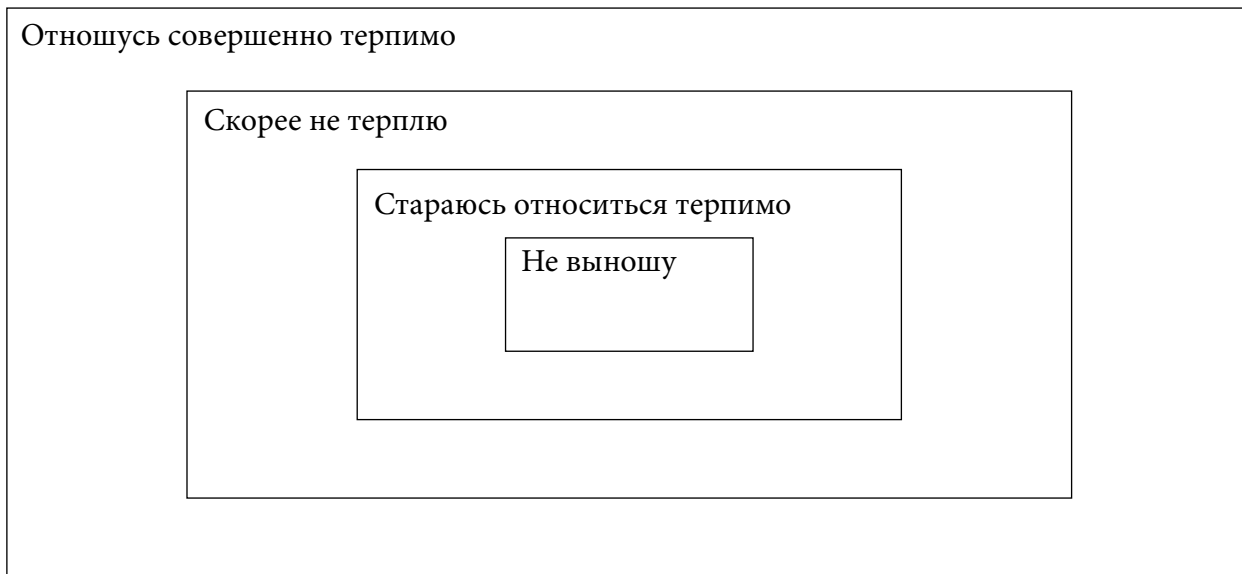 Отношусь совершенно терпимо
Скорее не терплю
Стараюсь относиться терпимо
Не выношу